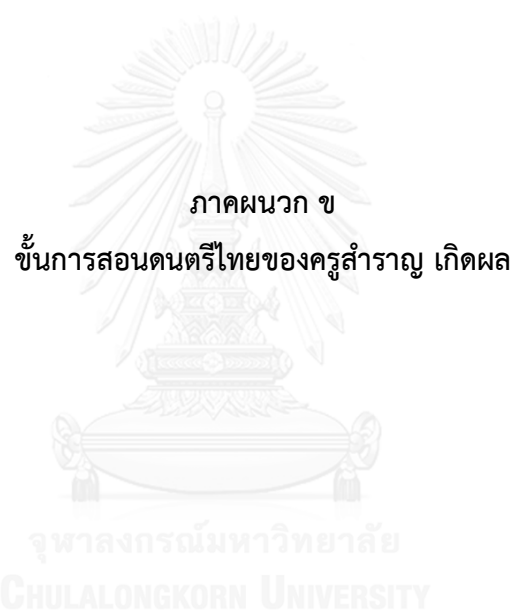 ภาคผนวก ข
ขั้นการสอนดนตรีไทยของครูสำราญ เกิดผล
จุฬาลงกรณ์มหาวิทยาลัย
CHULALONGKORN UNIVERSITY